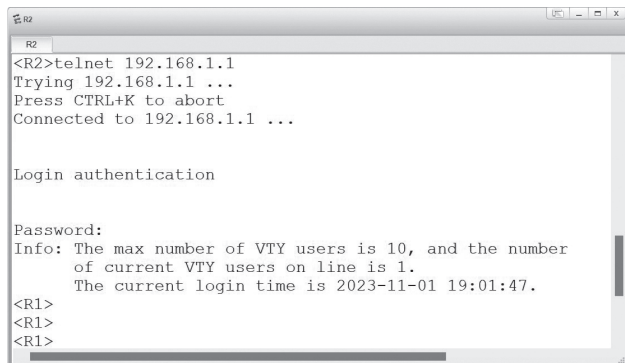 R2
R2
<R2>telnet 192.168.1.1
Trying 192.168.1.1 ...
Press CTRL+K to abort
Connected to 192.168.1.1 ...
Login authentication
Password:
Info: The max number of VTY users is 10, and the number
of current VTY users on line is 1.
The current login time is 2023-11-01 19:01:47.
<R1>
<R1>
<R1>